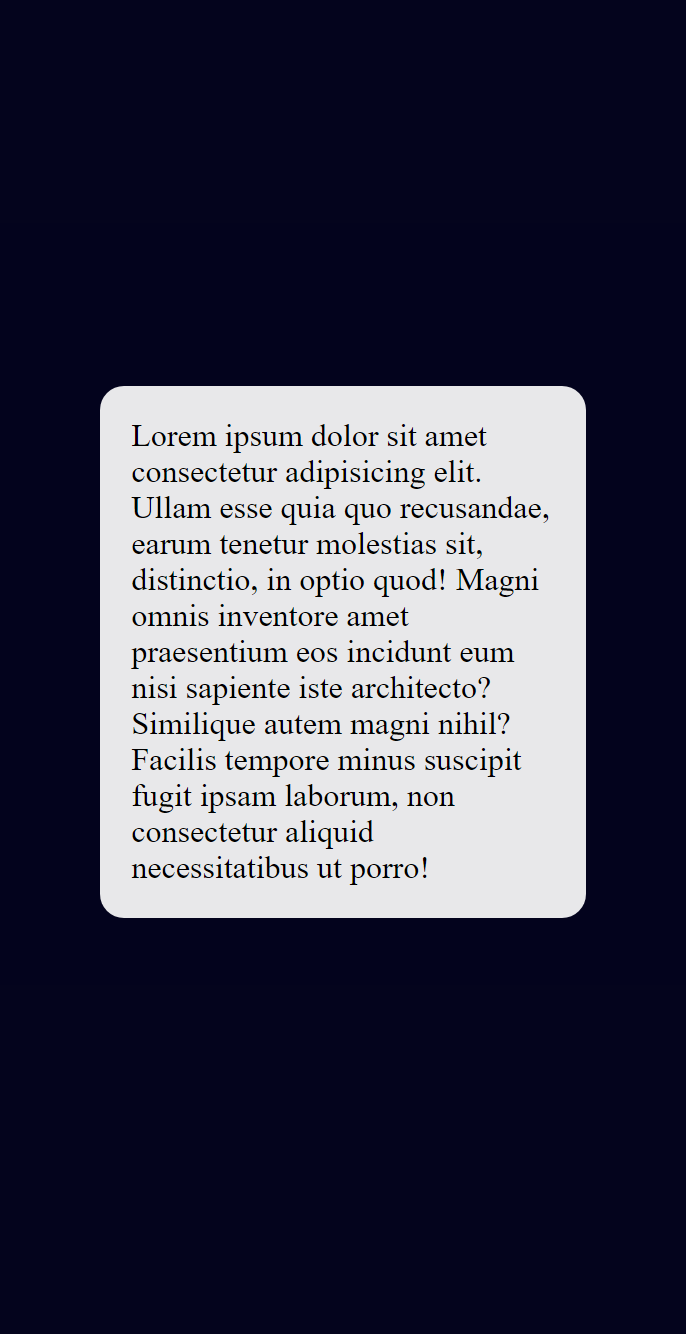 Lorem ipsum dolor sit amet
consectetur adipisicing elit.
Ullam esse quia quo recusandae,
earum tenetur molestias sit,
distinctio, in optio quod! Magni
omnis inventore amet
praesentium eos incidunt eum
nisi sapiente iste architecto?
Similique autem magni nihil?
Facilis tempore minus suscipit
fugit ipsam laborum, non
consectetur aliquid
necessitatibus ut porro!